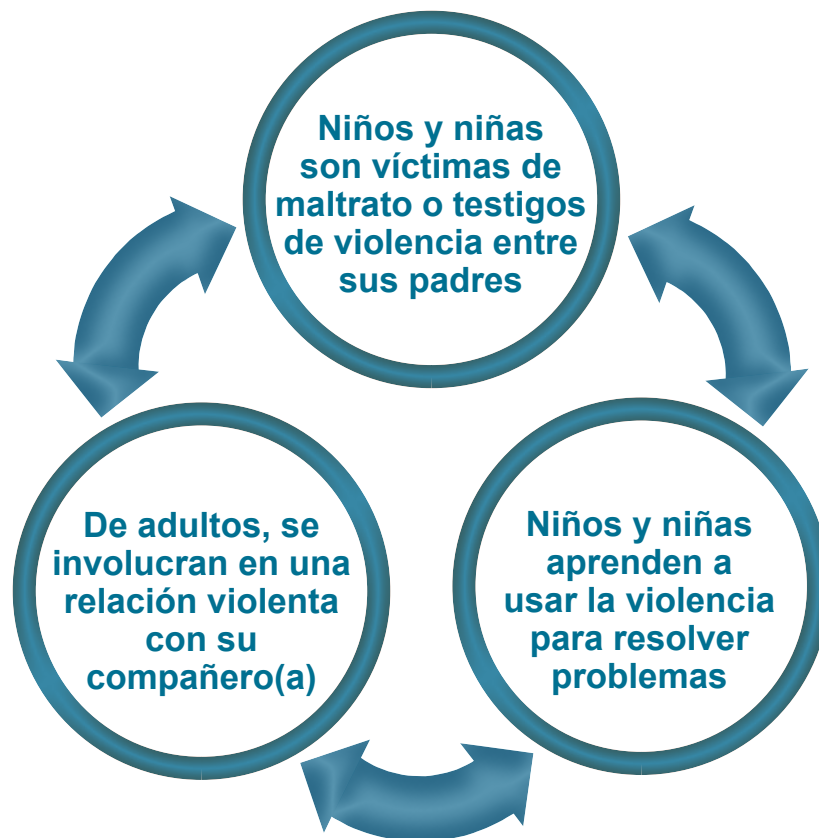 Niños y niñas
son víctimas de
maltrato o testigos
de violencia entre
sus padres
De adultos, se
involucran en una
relación violenta
con su
compañero(a)
Niños y niñas
aprenden a
usar la violencia
para resolver
problemas